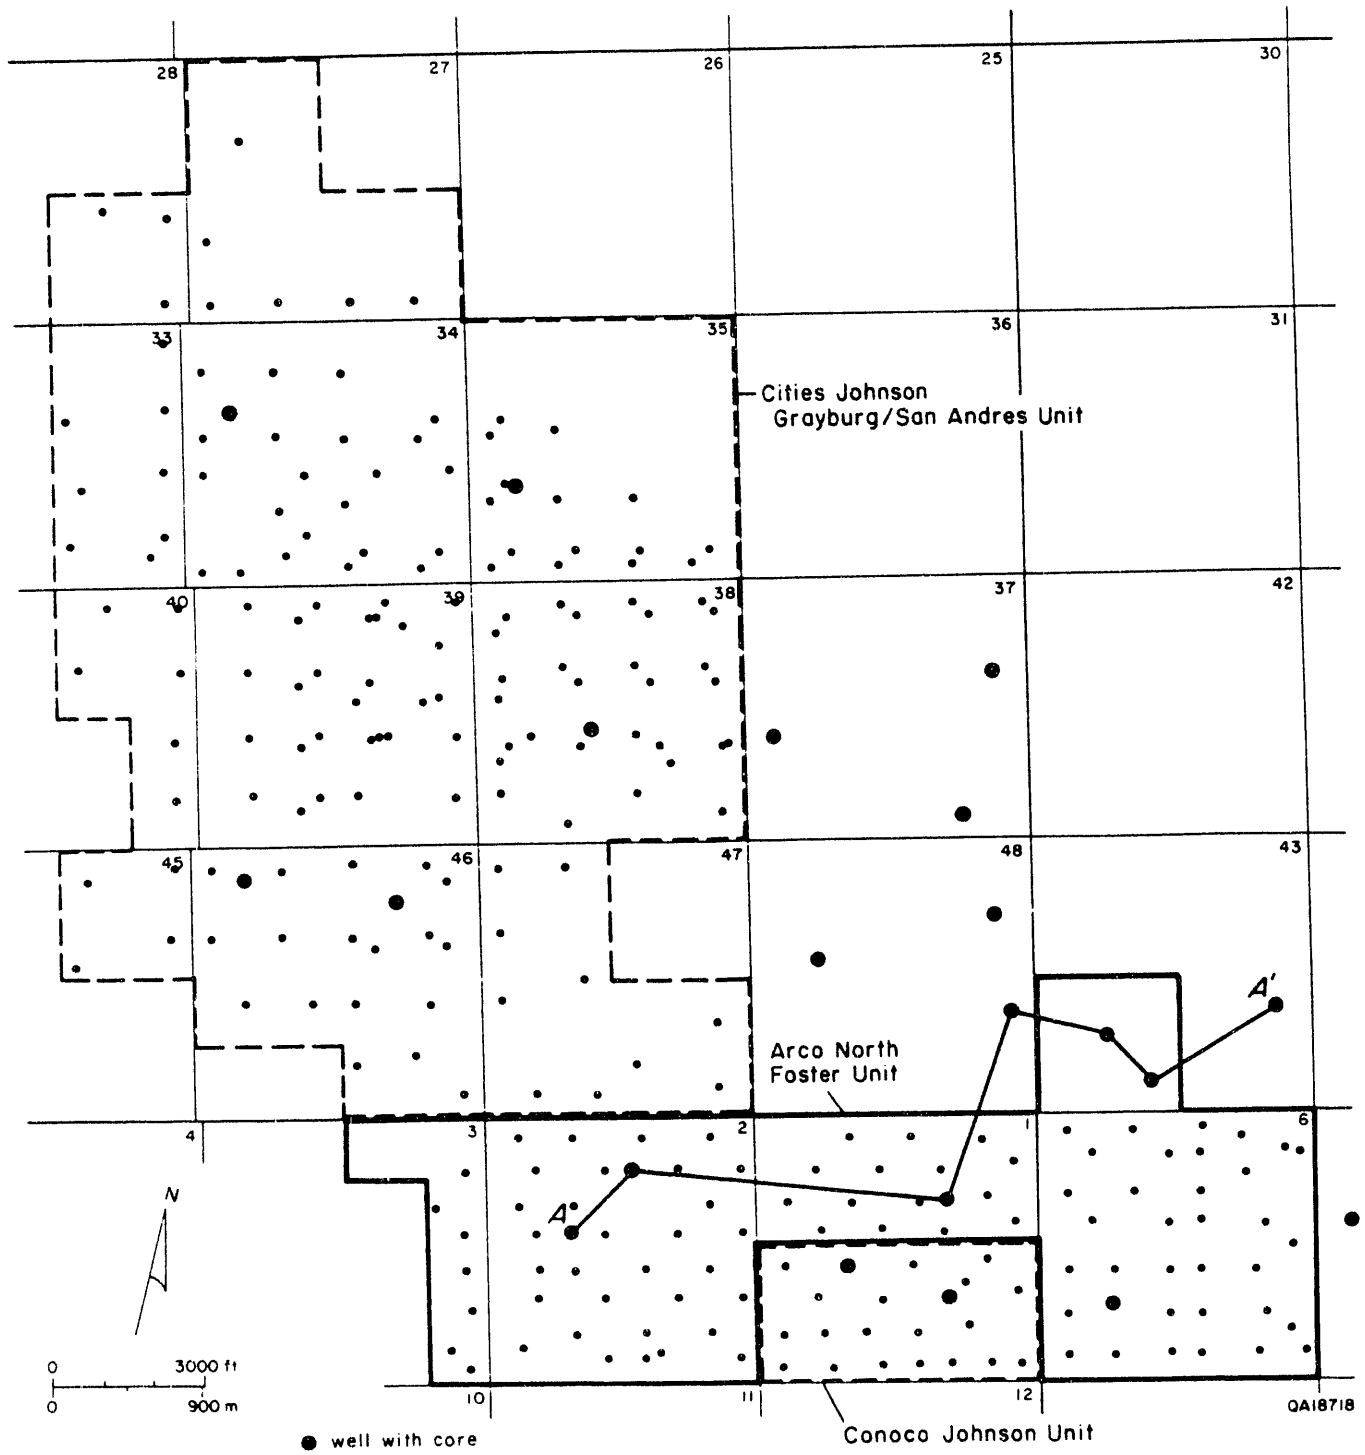 28
27
26
25
30
33
34
35
36
31
Cities Johnson
Grayburg/San Andres Unit
40
39
38
37
42
45
46
47
48
43
A'
Arco North
Foster Unit
4
3
2
1
6
N
A
0
3000 ft
0
900 m
10
11
12
QA18718
Conoco Johnson Unit
well with core